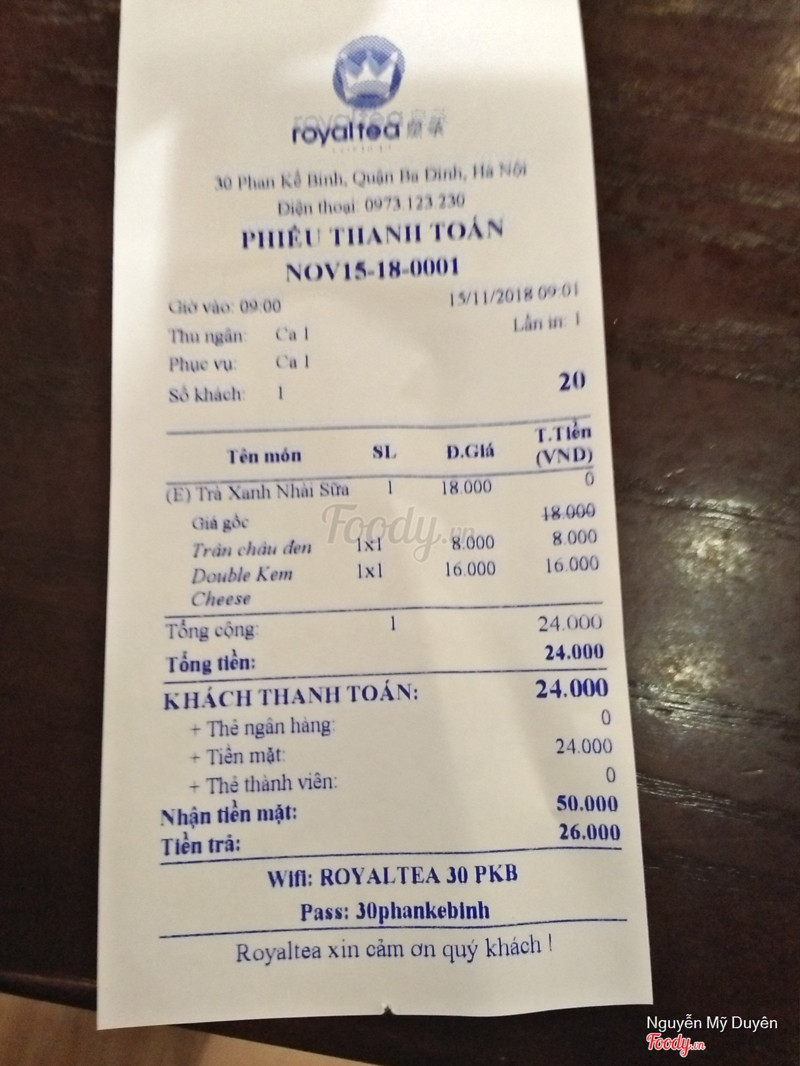 royaltea 皇茶
30 Phan Kế Bính, Quận Ba Đình, Hà Nội
Điện thoại: 0973 123 230
PHIẾU THANH TOÁN
NOV15-18-0001
Giờ vào: 09:00 15/11/2018 09:01
Thu ngân: Ca 1 Lần in: 1
Phục vụ: Ca 1
Số khách: 1 20
Tên món SL Đ.Giá T.Tiền (VND)
(E) Trà Xanh Nhài Sữa 1 18.000 0
Giá gốc 18.000
Trân châu đen 1x1 8.000 8.000
Double Kem 1x1 16.000 16.000
Cheese
Tổng cộng: 1 24.000
Tổng tiền: 24.000
KHÁCH THANH TOÁN: 24.000
+ Thẻ ngân hàng: 0
+ Tiền mặt: 24.000
+ Thẻ thành viên: 0
Nhận tiền mặt: 50.000
Tiền trả: 26.000
Wifi: ROYALTEA 30 PKB
Pass: 30phankebinh
Royaltea xin cảm ơn quý khách !
Foody.vn
Nguyễn Mỹ Duyên
Foody.vn